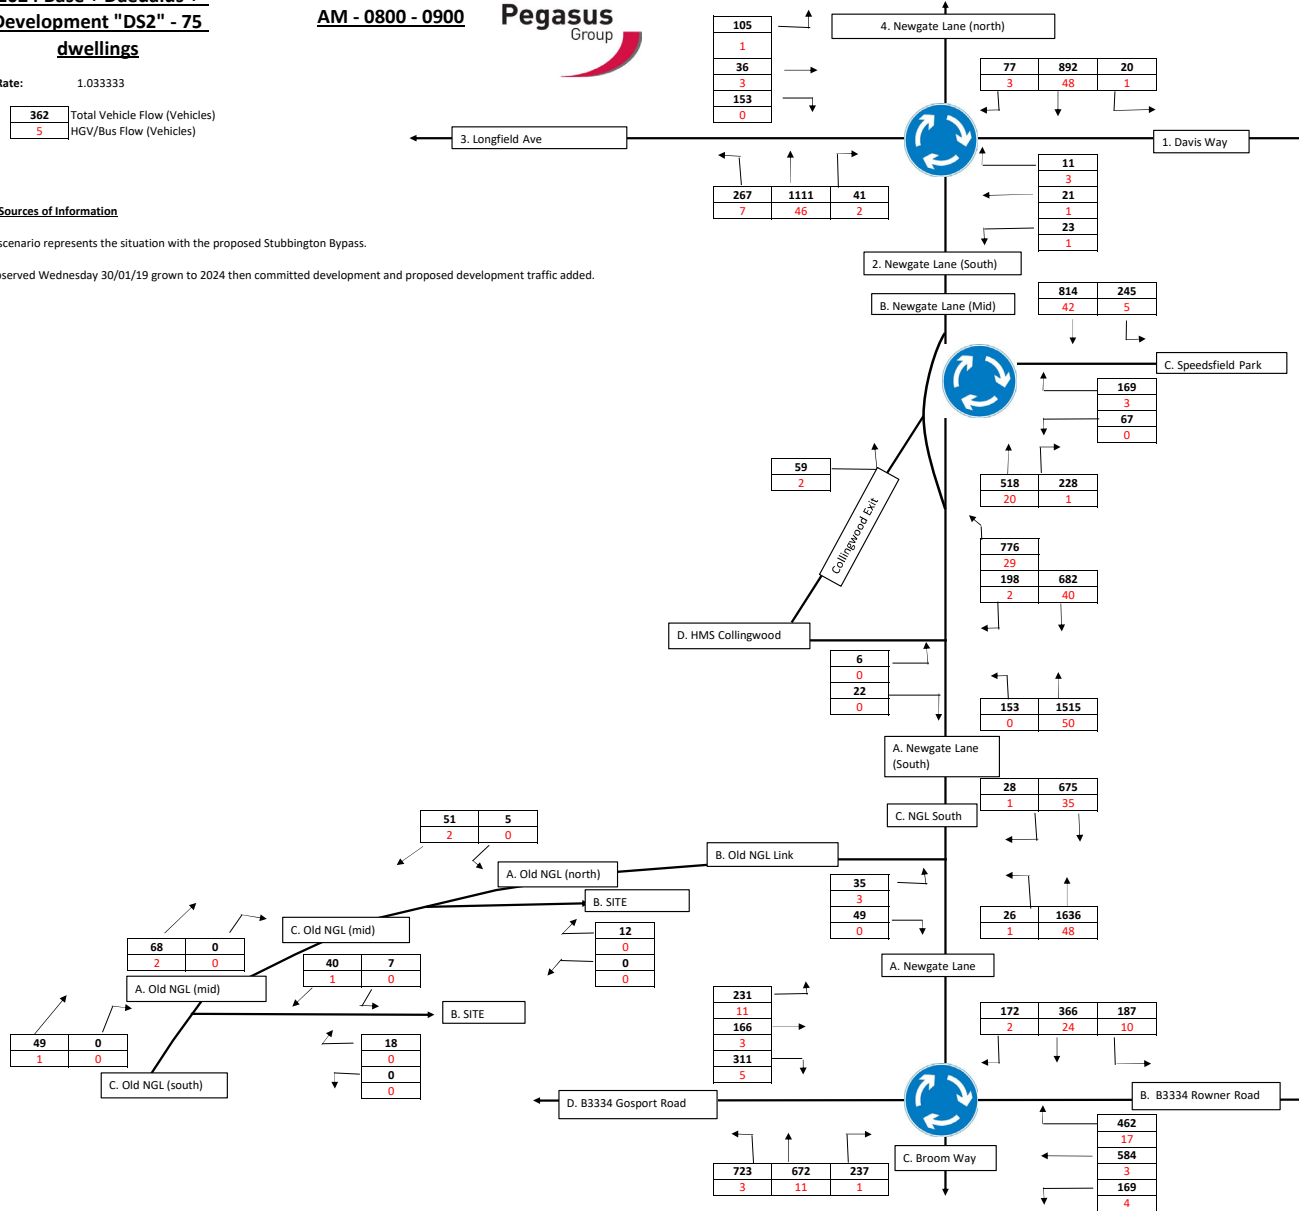 Development "DS2" - 75
dwellings
AM - 0800 - 0900
Pegasus
Group
Rate: 1.033333
362 Total Vehicle Flow (Vehicles)
5 HGV/Bus Flow (Vehicles)
Sources of Information
scenario represents the situation with the proposed Stubbington Bypass.
Wednesday 30/01/19 grown to 2024 then committed development and proposed development traffic added.
105
1
36
3
153
0
4. Newgate Lane (north)
77 892 20
3 48 1
3. Longfield Ave
1. Davis Way
267 1111 41
7 46 2
11
3
21
1
23
1
2. Newgate Lane (South)
B. Newgate Lane (Mid)
814 245
42 5
C. Speedsfield Park
169
3
67
0
59
2
518 228
20 1
Collingwood Exit
776
29
198 682
2 40
D. HMS Collingwood
6
0
22
0
153 1515
0 50
A. Newgate Lane
(South)
28 675
1 35
C. NGL South
51 5
2 0
B. Old NGL Link
A. Old NGL (north)
B. SITE
35
3
49
0
26 1636
1 48
C. Old NGL (mid)
12
0
0
0
68 0
2 0
40 7
1 0
A. Newgate Lane
A. Old NGL (mid)
B. SITE
49 0
1 0
18
0
0
0
C. Old NGL (south)
231
11
166
3
311
5
172 366 187
2 24 10
D. B3334 Gosport Road
B. B3334 Rowner Road
C. Broom Way
723 672 237
3 11 1
462
17
584
3
169
4